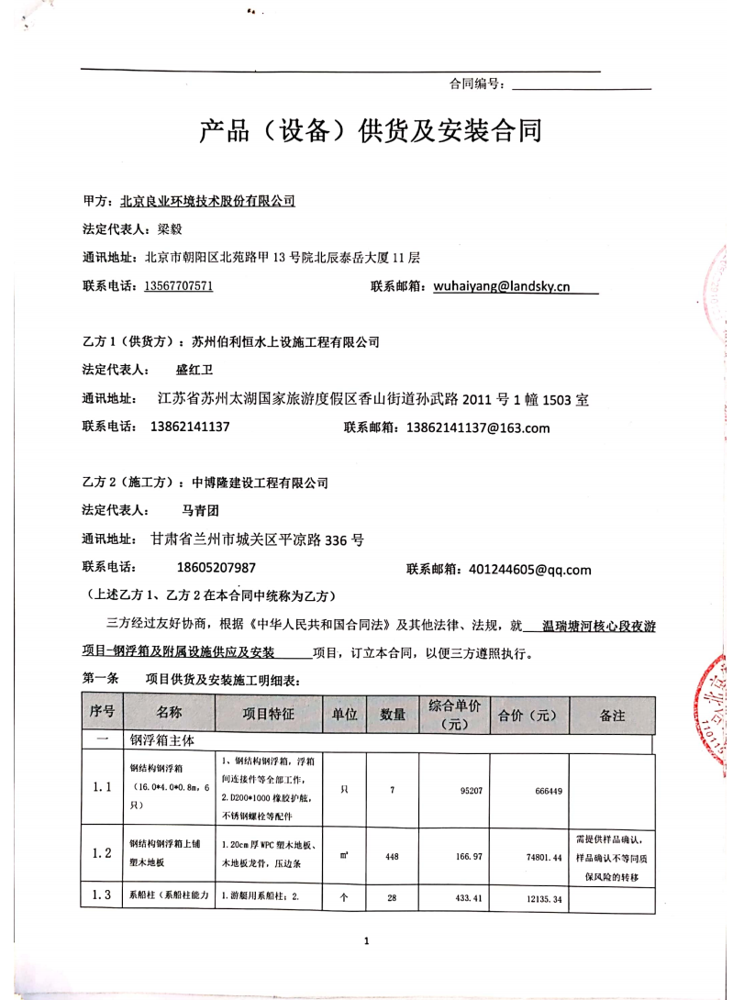 合同编号：
产品（设备）供货及安装合同
甲方：北京良业环境技术股份有限公司
法定代表人：梁毅
通讯地址：北京市朝阳区北苑路甲 13 号院北辰泰岳大厦 11 层
联系电话：13567707571 联系邮箱：wuhaiyang@landsky.cn
乙方 1（供货方）：苏州伯利恒水上设施工程有限公司
法定代表人： 盛红卫
通讯地址： 江苏省苏州太湖国家旅游度假区香山街道孙武路 2011 号 1 幢 1503 室
联系电话： 13862141137 联系邮箱：13862141137@163.com
乙方 2（施工方）：中博隆建设工程有限公司
法定代表人： 马青团
通讯地址： 甘肃省兰州市城关区平凉路 336 号
联系电话： 18605207987 联系邮箱：401244605@qq.com
（上述乙方 1、乙方 2 在本合同中统称为乙方）
三方经过友好协商，根据《中华人民共和国合同法》及其他法律、法规，就 温瑞塘河核心段夜游
项目-钢浮箱及附属设施供应及安装 项目，订立本合同，以便三方遵照执行。
第一条 项目供货及安装施工明细表：
序号 名称 项目特征 单位 数量 综合单价（元） 合价（元） 备注
一 钢浮箱主体
1.1 钢结构钢浮箱（16.0*4.0*0.8m，6只） 1、钢结构钢浮箱，浮箱间连接件等全部工作，2.D200*1000 橡胶护舷，不锈钢螺栓等配件 只 7 95207 666449
1.2 钢结构钢浮箱上铺塑木地板 1.20cm 厚 WPC 塑木地板、木地板龙骨，压边条 ㎡ 448 166.97 74801.44 需提供样品确认，样品确认不等同质保风险的转移
1.3 系船柱（系船柱能力 1.游艇用系船柱；2. 个 28 433.41 12135.34
1